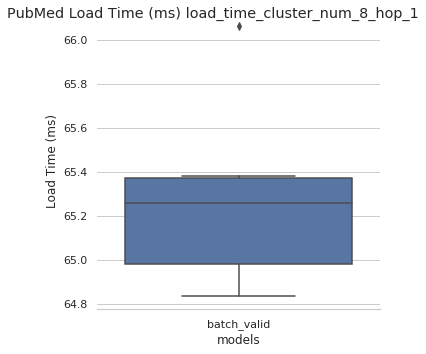 PubMed Load Time (ms) load_time_cluster_num_8_hop_1
66.0
65.8
65.6
65.4
65.2
65.0
64.8
Load Time (ms)
batch_valid
models